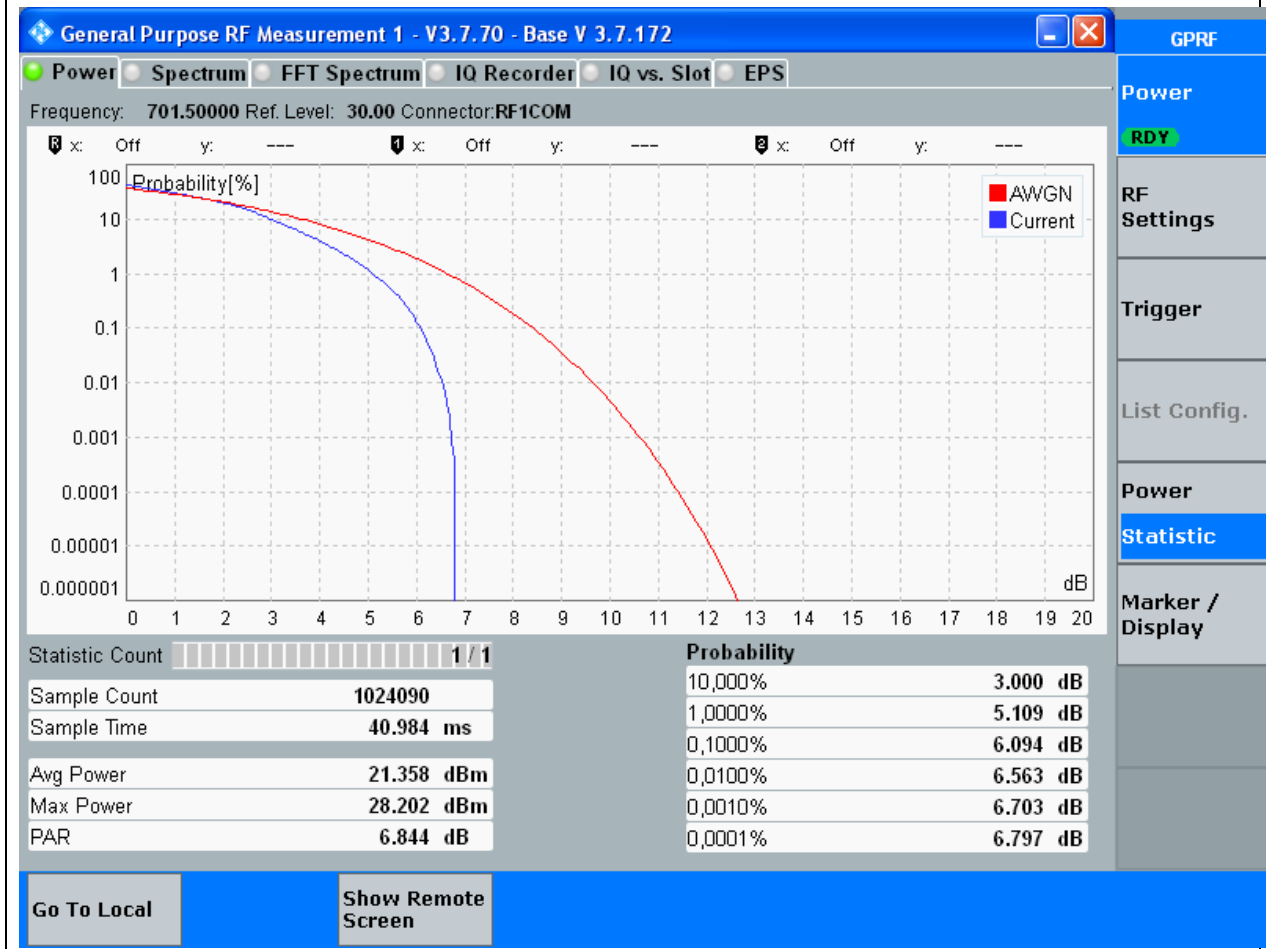 General Purpose RF Measurement 1 - V3.7.70 - Base V 3.7.172
GPRF
Power Spectrum FFT Spectrum IQ Recorder IQ vs. Slot EPS
Frequency: 701.50000 Ref. Level: 30.00 Connector:RF1COM
R x: Off y: --- 1 x: Off y: --- 2 x: Off y: ---
Probability[%]
100
10
1
0.1
0.01
0.001
0.0001
0.00001
0.000001
AWGN
Current
dB
0 1 2 3 4 5 6 7 8 9 10 11 12 13 14 15 16 17 18 19 20
Statistic Count 1 / 1
Sample Count 1024090
Sample Time 40.984 ms
Avg Power 21.358 dBm
Max Power 28.202 dBm
PAR 6.844 dB
Probability
10,000% 3.000 dB
1,0000% 5.109 dB
0,1000% 6.094 dB
0,0100% 6.563 dB
0,0010% 6.703 dB
0,0001% 6.797 dB
Power
RDY
RF
Settings
Trigger
List Config.
Power
Statistic
Marker /
Display
Go To Local
Show Remote
Screen